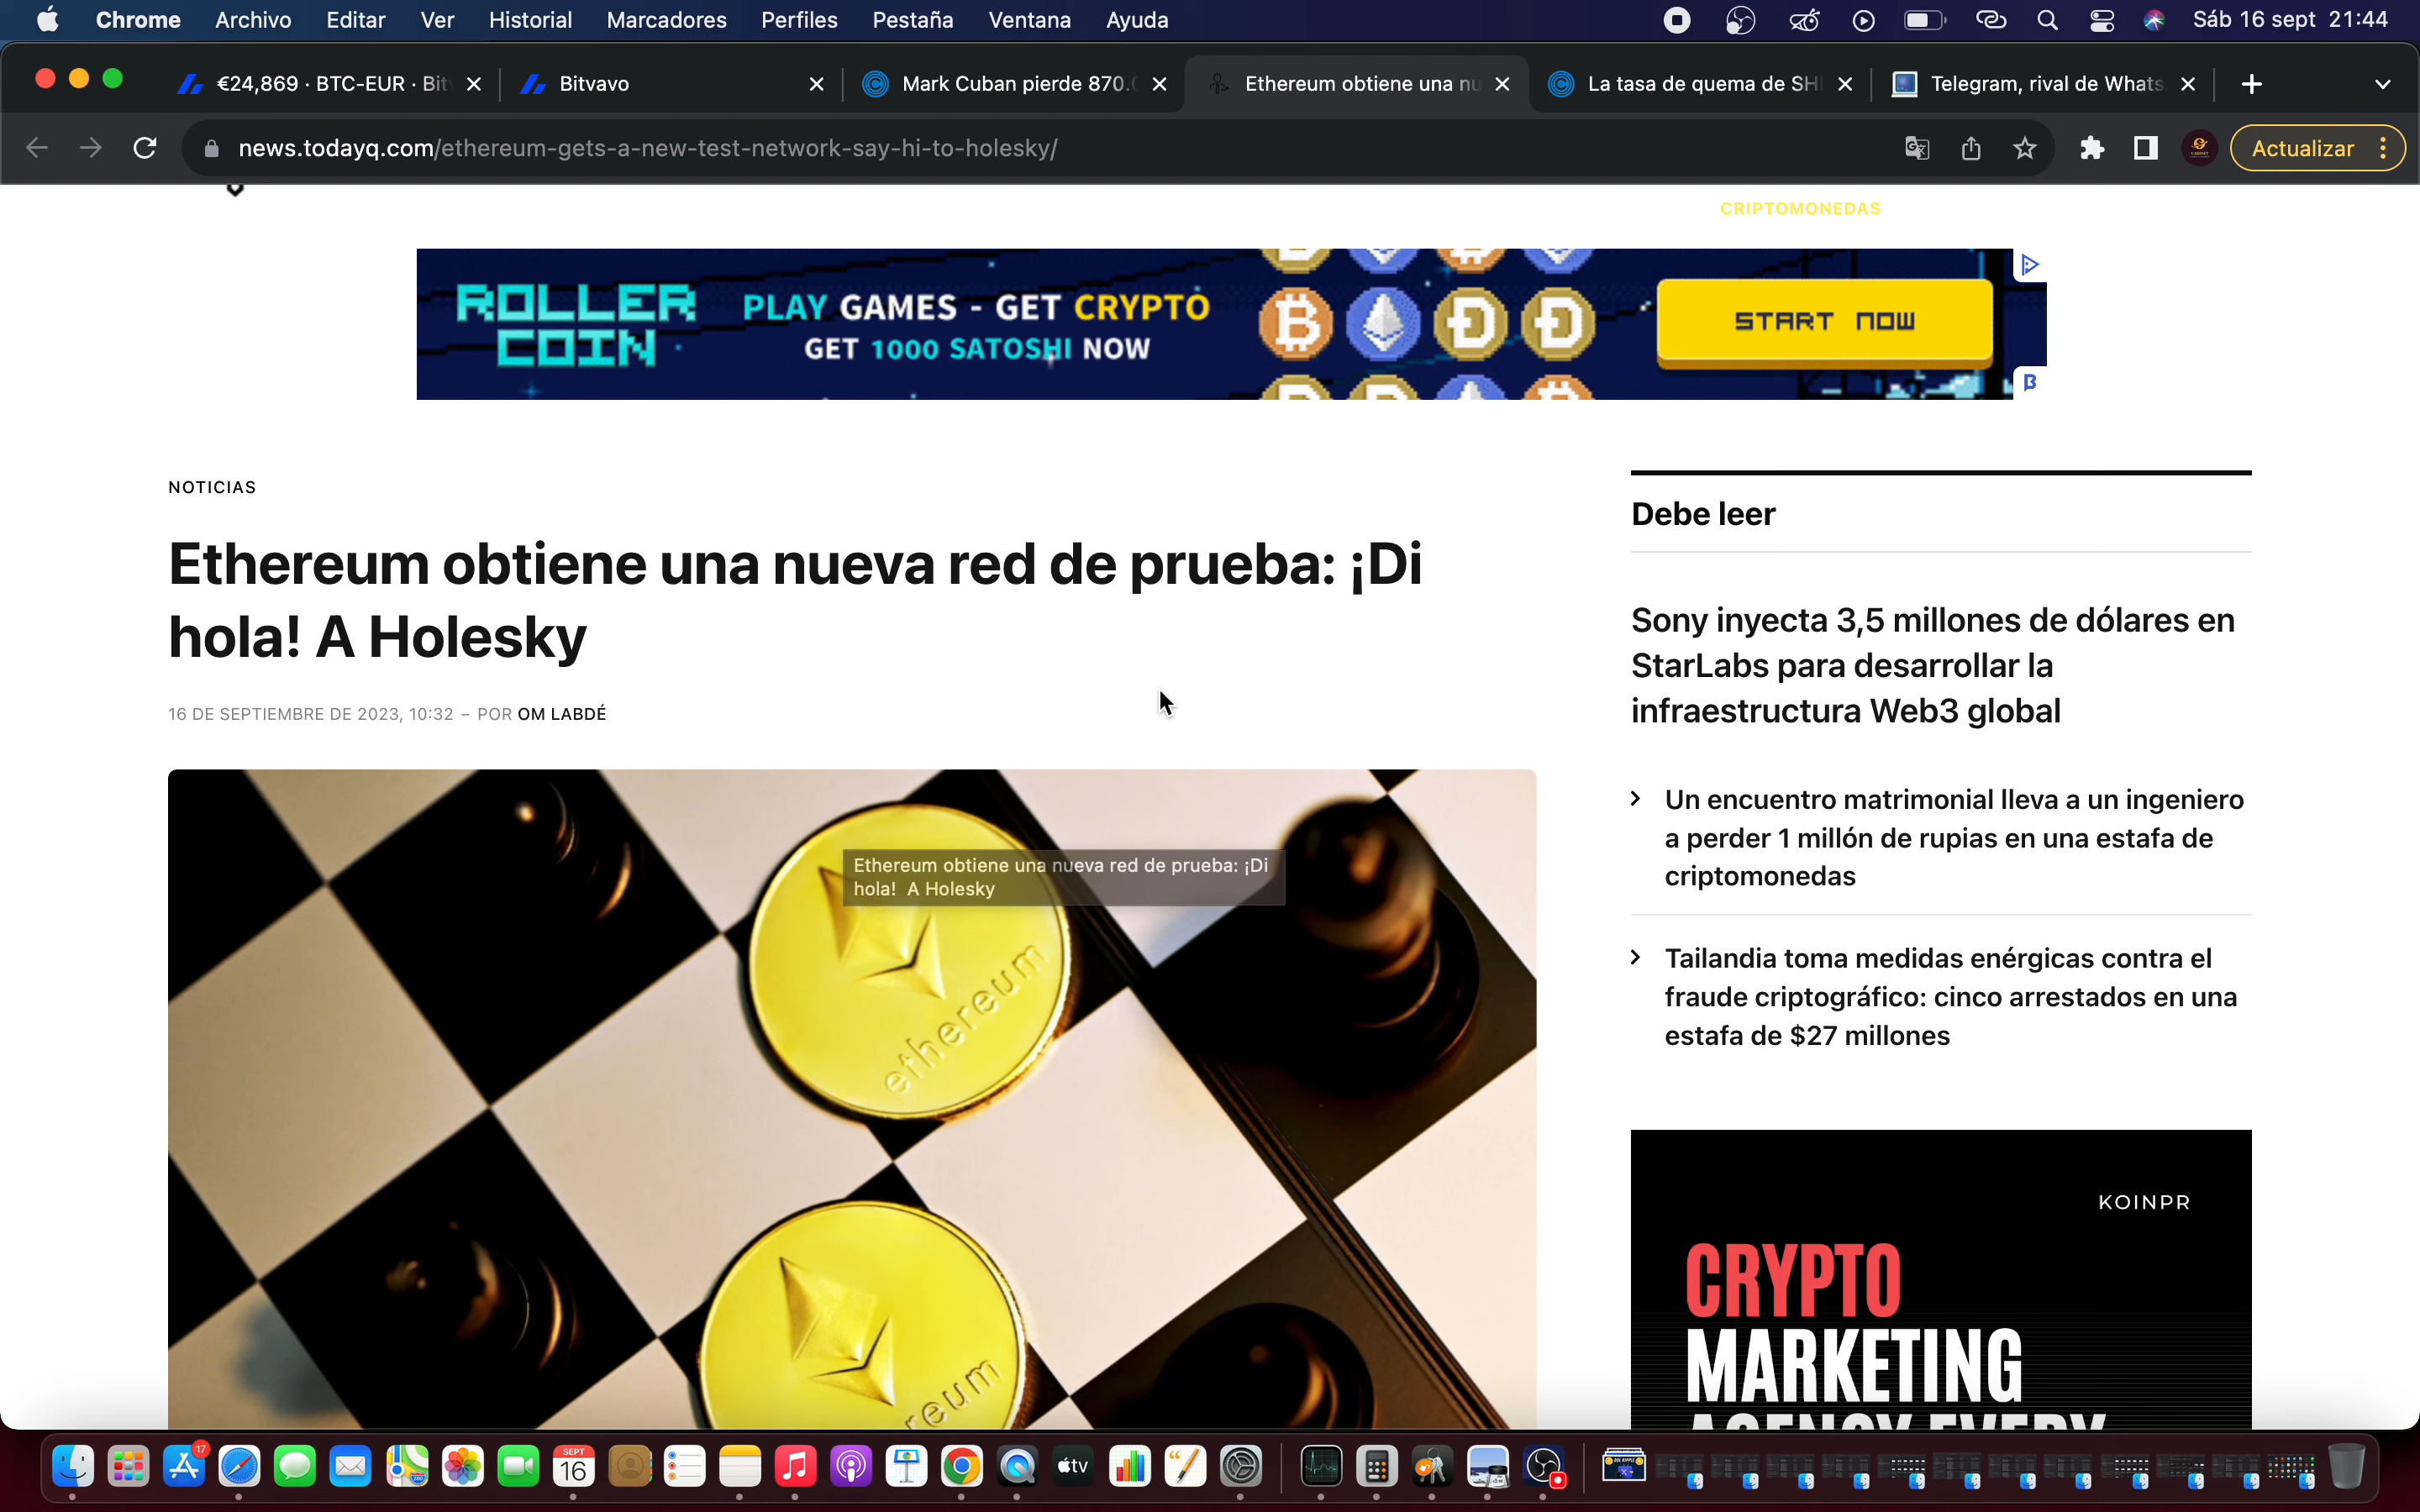 Chrome Archivo Editar Ver Historial Marcadores Perfiles Pestaña Ventana Ayuda Sáb 16 sept 21:44
€24,869 · BTC-EUR · Bit Bitvavo Mark Cuban pierde 870. Ethereum obtiene una nu La tasa de quema de SHI Telegram, rival de Whats
news.todayq.com/ethereum-gets-a-new-test-network-say-hi-to-holesky/ Actualizar
CRIPTOMONEDAS
ROLLER
COIN
PLAY GAMES - GET CRYPTO
GET 1000 SATOSHI NOW
START NOW
NOTICIAS
Ethereum obtiene una nueva red de prueba: ¡Di
hola! A Holesky
16 DE SEPTIEMBRE DE 2023, 10:32 – POR OM LABDÉ
Ethereum obtiene una nueva red de prueba: ¡Di
hola! A Holesky
ethereum
reum
Debe leer
Sony inyecta 3,5 millones de dólares en
StarLabs para desarrollar la
infraestructura Web3 global
Un encuentro matrimonial lleva a un ingeniero
a perder 1 millón de rupias en una estafa de
criptomonedas
Tailandia toma medidas enérgicas contra el
fraude criptográfico: cinco arrestados en una
estafa de $27 millones
KOINPR
CRYPTO
MARKETING
AGENCY EVERY
17
SEPT
16
tv